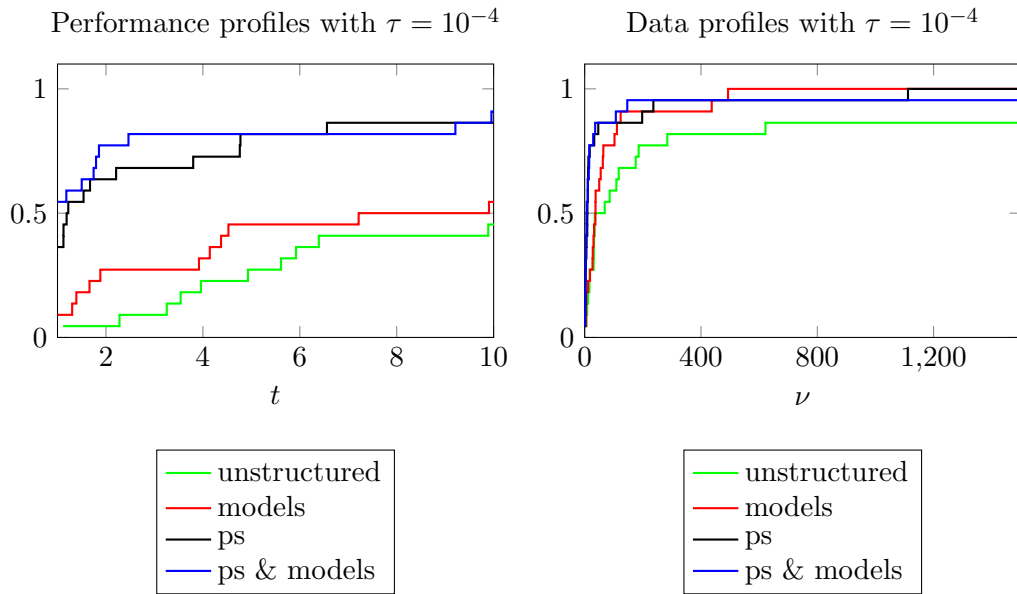 Performance profiles with τ = 10⁻⁴
1
0.5
0
2 4 6 8 10
t
unstructured
models
ps
ps & models
Data profiles with τ = 10⁻⁴
1
0.5
0
0 400 800 1,200
ν
unstructured
models
ps
ps & models